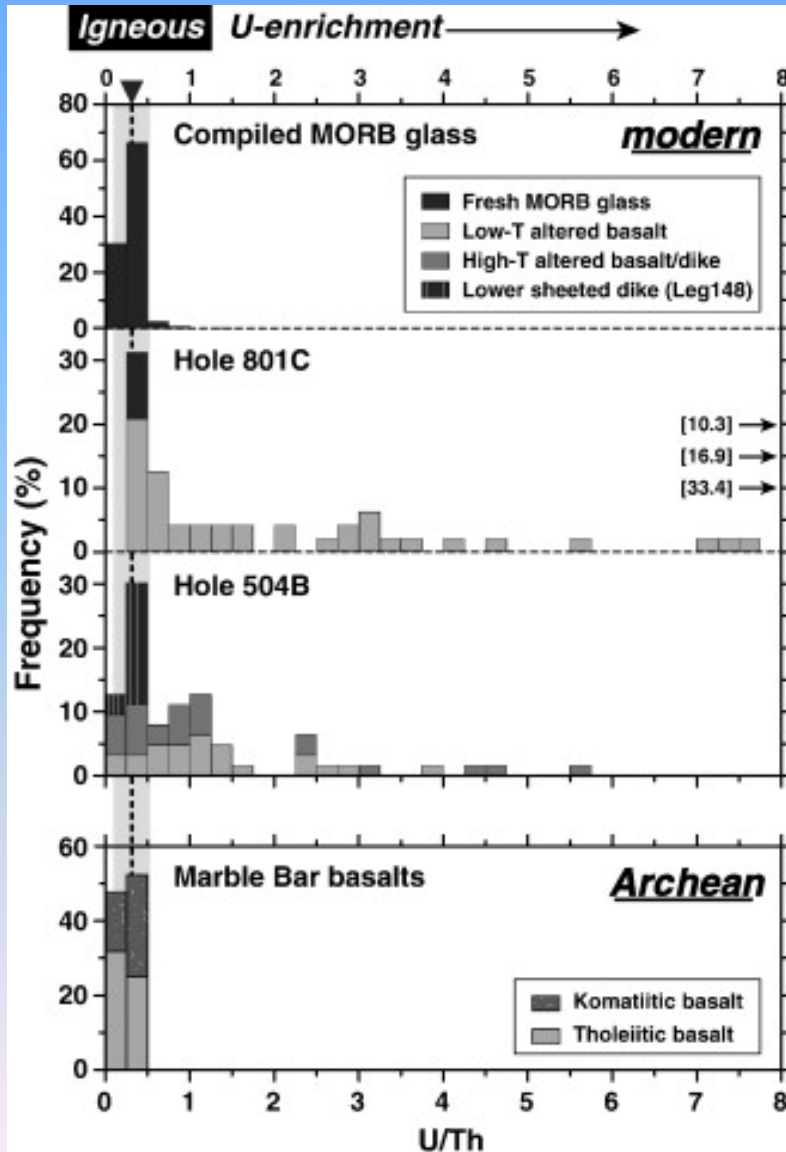 Igneous U-enrichment
0 1 2 3 4 5 6 7 8
80
60
40
20
0
Compiled MORB glass
modern
Fresh MORB glass
Low-T altered basalt
High-T altered basalt/dike
Lower sheeted dike (Leg148)
30
20
10
0
Hole 801C
[10.3]
[16.9]
[33.4]
Frequency (%)
30
20
10
0
Hole 504B
60
40
20
0
Marble Bar basalts
Archean
Komatiitic basalt
Tholeiitic basalt
0 1 2 3 4 5 6 7 8
U/Th